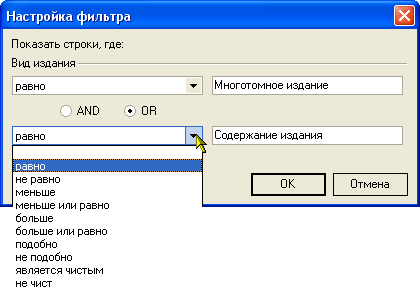 Настройка фильтра
Показать строки, где:
Вид издания
равно Многотомное издание
AND OR
равно Содержание издания
равно
не равно
меньше
меньше или равно
больше
больше или равно
подобно
не подобно
является чистым
не чист
OK Отмена